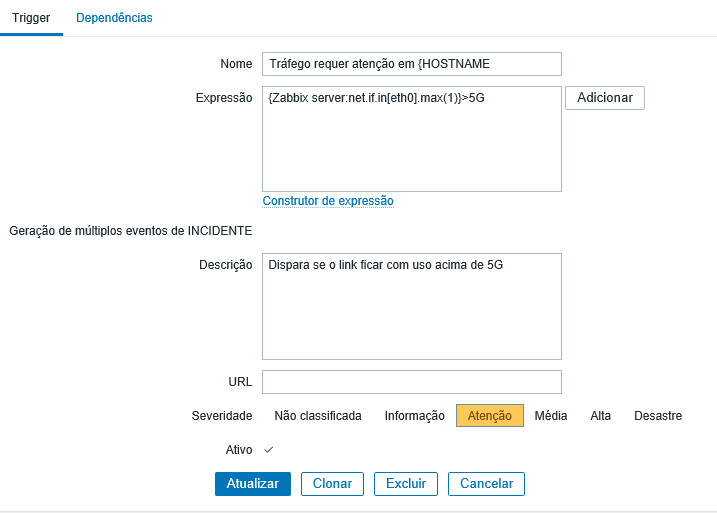 Trigger Dependências
Nome Tráfego requer atenção em {HOSTNAME
Expressão {Zabbix server:net.if.in[eth0].max(1)}>5G Adicionar
Construtor de expressão
Geração de múltiplos eventos de INCIDENTE
Descrição Dispara se o link ficar com uso acima de 5G
URL
Severidade Não classificada Informação Atenção Média Alta Desastre
Ativo
Atualizar Clonar Excluir Cancelar